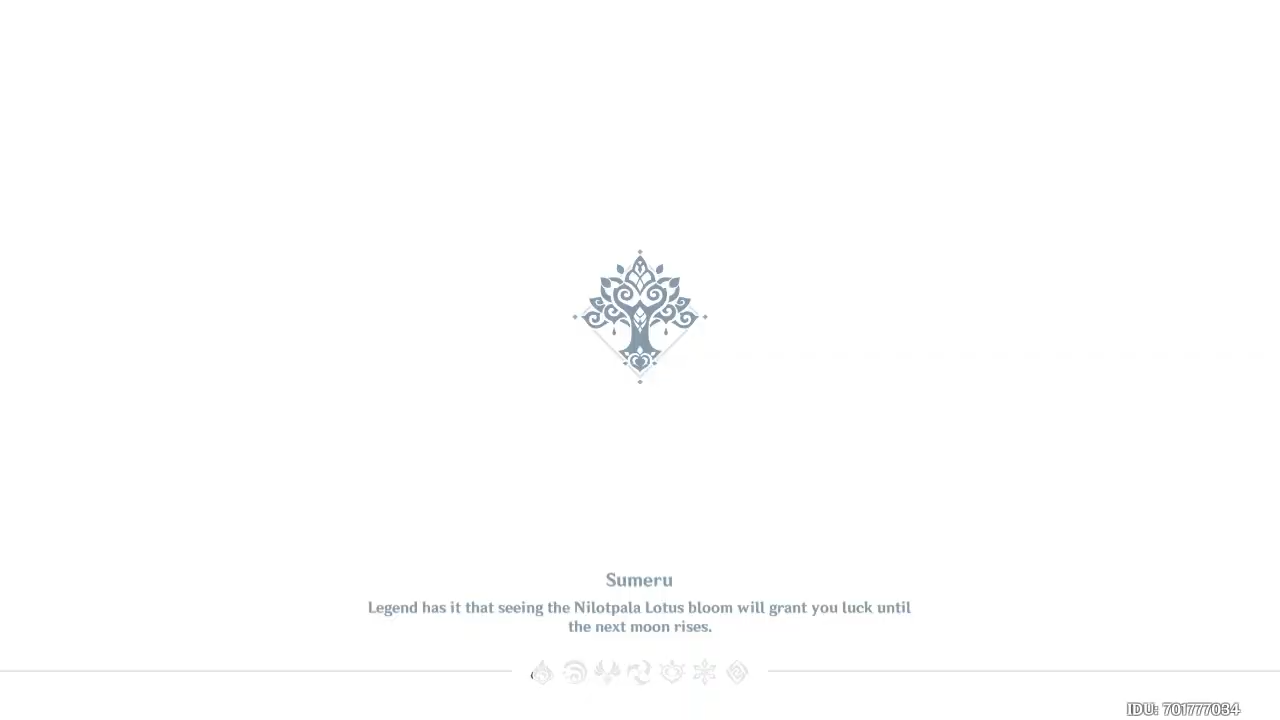 Sumeru
Legend has it that seeing the Nilotpala Lotus bloom will grant you luck until
the next moon rises.
IDU: 701777034